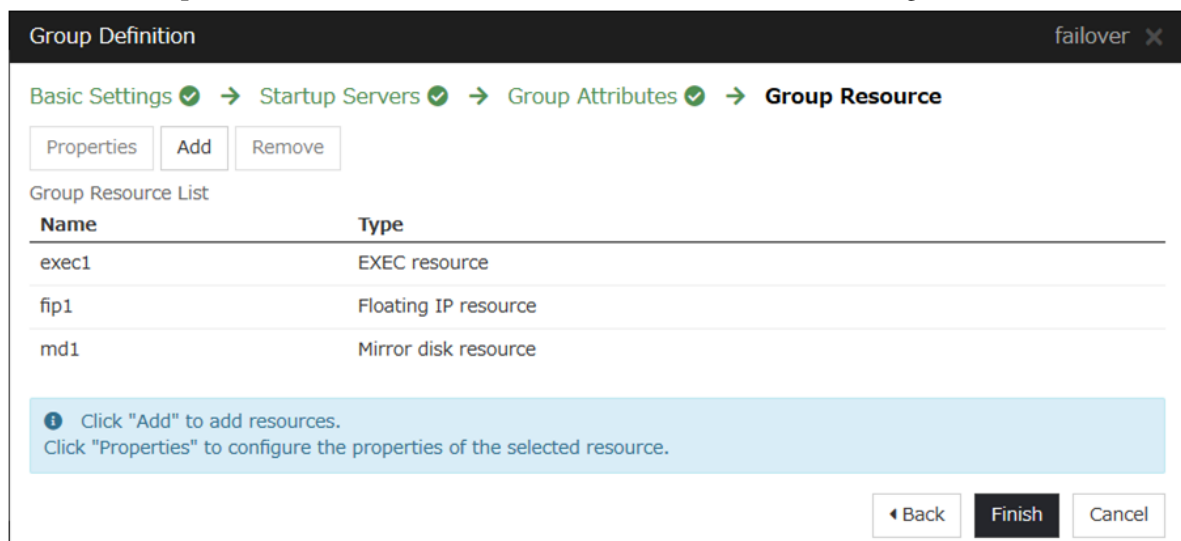 Group Definition failover
Basic Settings → Startup Servers → Group Attributes → Group Resource
Properties Add Remove
Group Resource List
Name Type
exec1 EXEC resource
fip1 Floating IP resource
md1 Mirror disk resource
Click "Add" to add resources.
Click "Properties" to configure the properties of the selected resource.
Back Finish Cancel